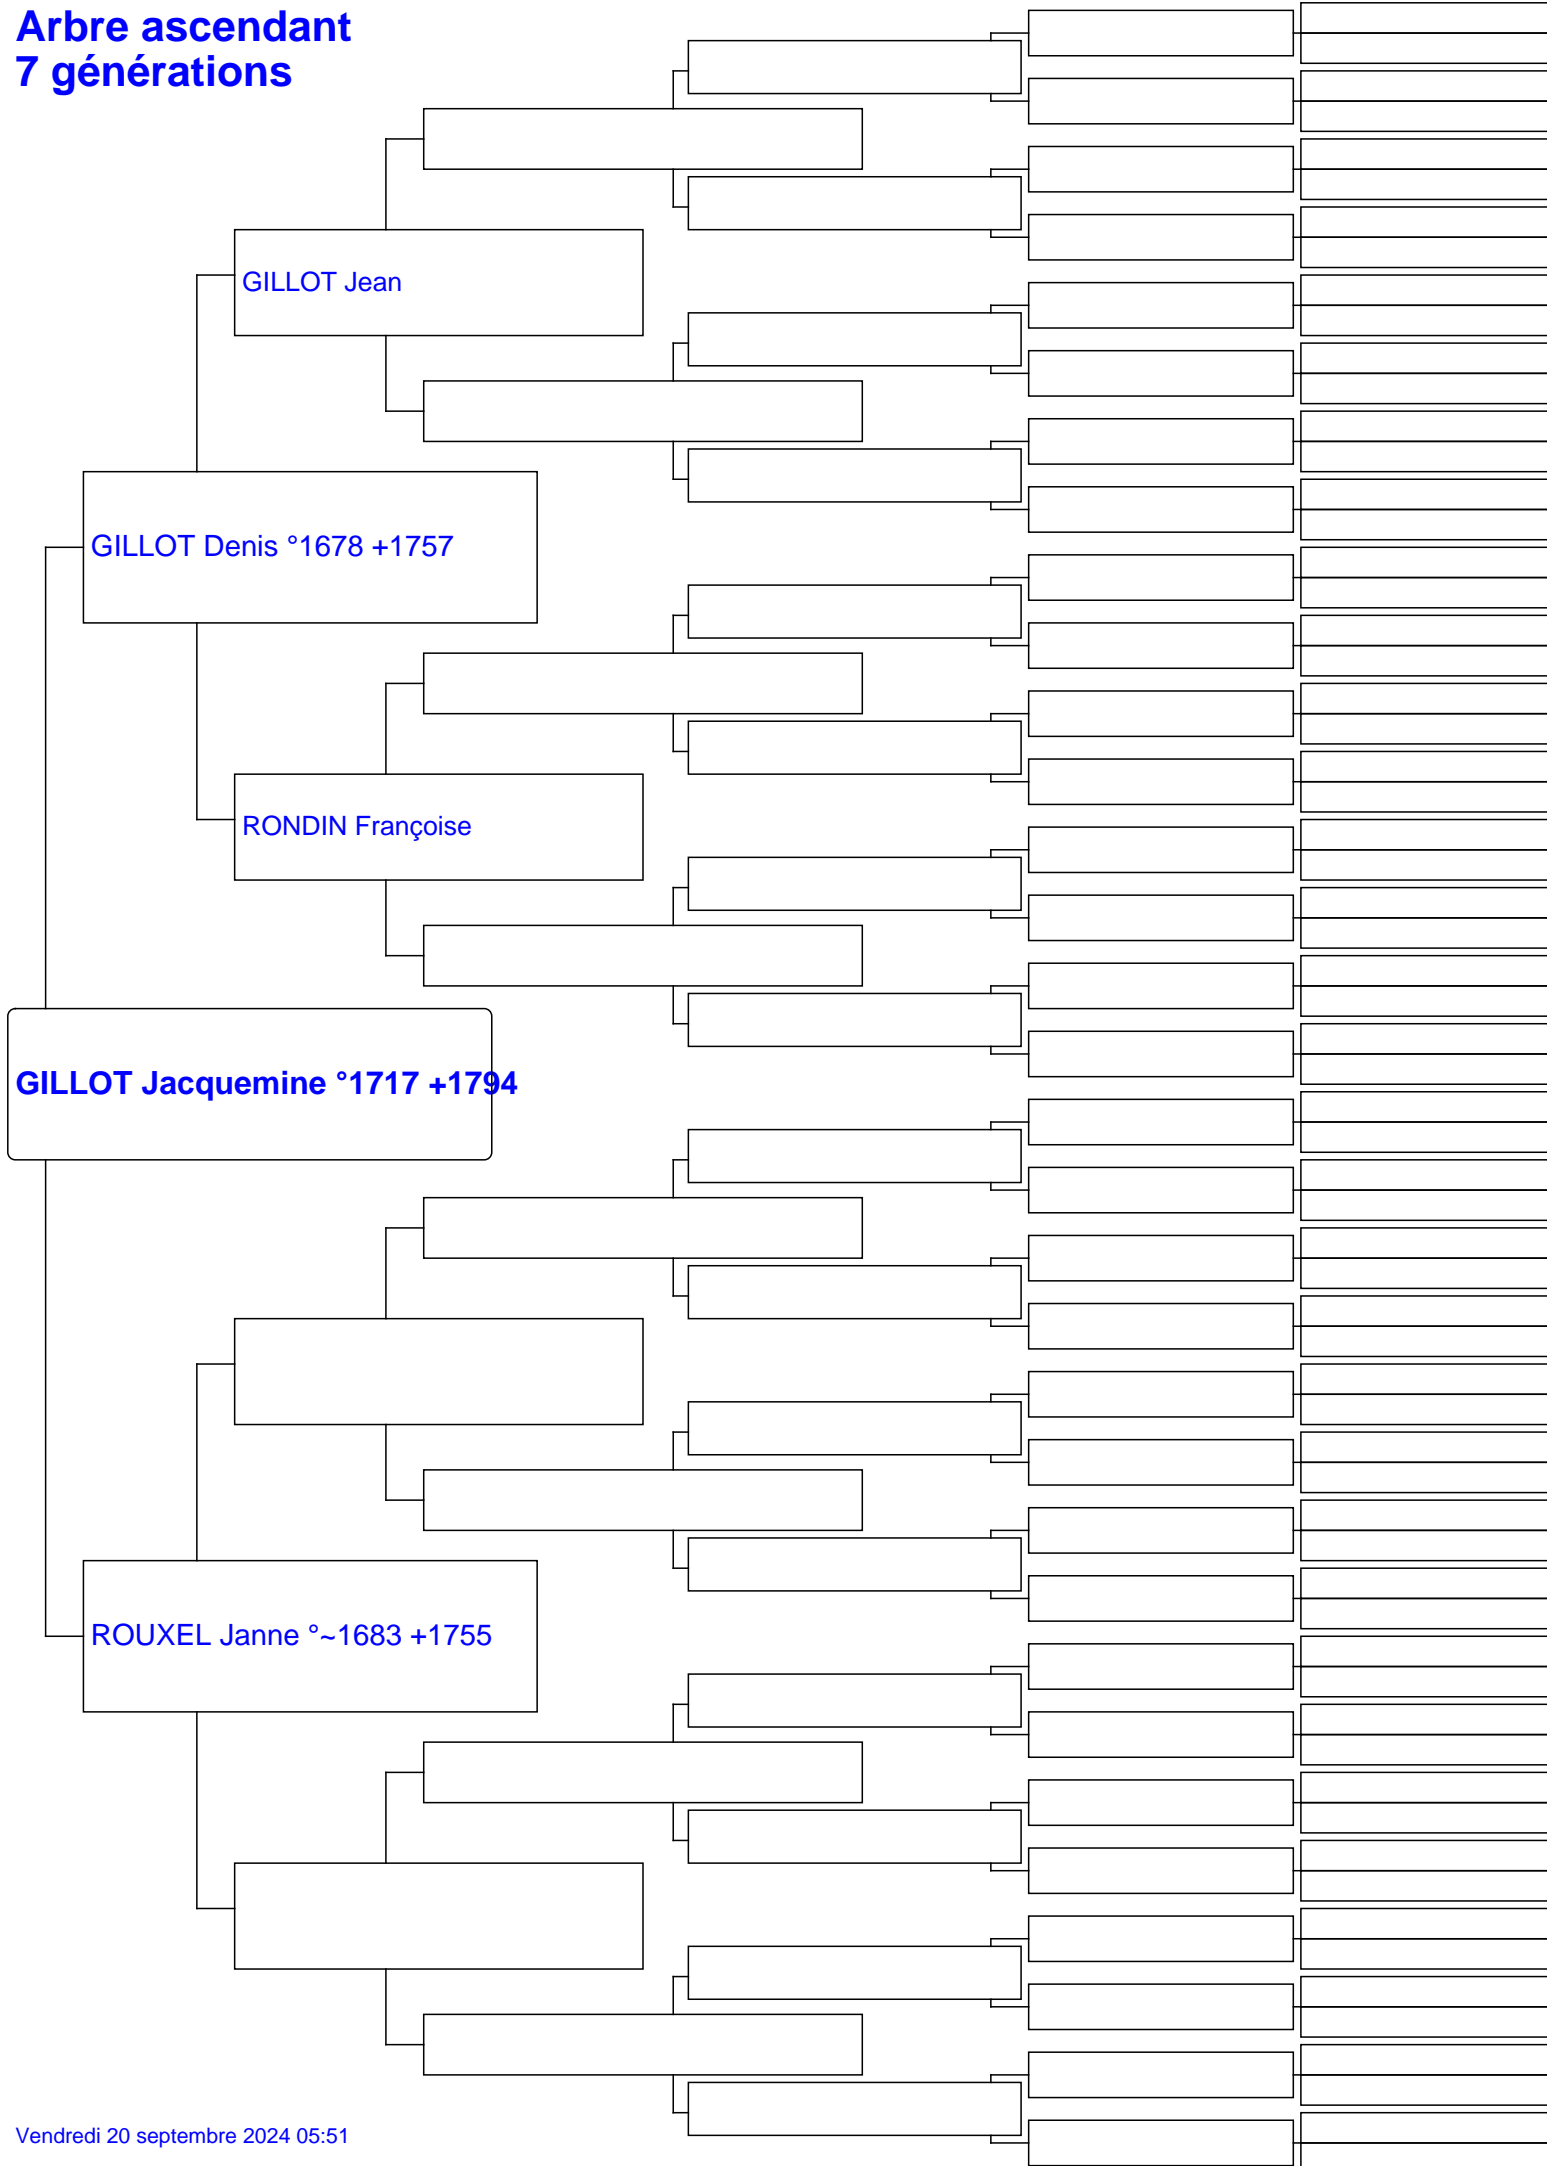 Arbre ascendant
7 générations
GILLOT Jean
GILLOT Denis °1678 +1757
RONDIN Françoise
GILLOT Jacquemine °1717 +1794
ROUXEL Janne °~1683 +1755
Vendredi 20 septembre 2024 05:51